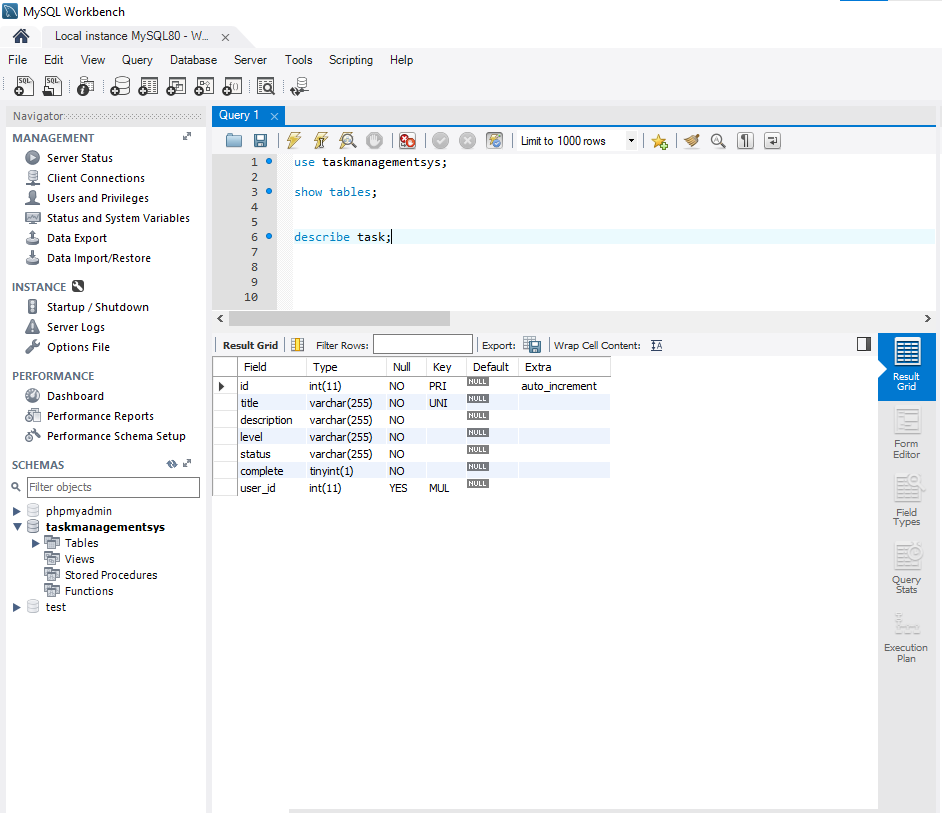 MySQL Workbench
Local instance MySQL80 - W... ×
File Edit View Query Database Server Tools Scripting Help
Navigator
MANAGEMENT
Server Status
Client Connections
Users and Privileges
Status and System Variables
Data Export
Data Import/Restore
INSTANCE
Startup / Shutdown
Server Logs
Options File
PERFORMANCE
Dashboard
Performance Reports
Performance Schema Setup
SCHEMAS
Filter objects
phpmyadmin
taskmanagementsys
Tables
Views
Stored Procedures
Functions
test
Query 1 ×
Limit to 1000 rows
1 use taskmanagementsys;
2
3 show tables;
4
5
6 describe task;
7
8
9
10
Result Grid Filter Rows: Export: Wrap Cell Content:
Field Type Null Key Default Extra
id int(11) NO PRI NULL auto_increment
title varchar(255) NO UNI NULL
description varchar(255) NO NULL
level varchar(255) NO NULL
status varchar(255) NO NULL
complete tinyint(1) NO NULL
user_id int(11) YES MUL NULL
Result
Grid
Form
Editor
Field
Types
Query
Stats
Execution
Plan